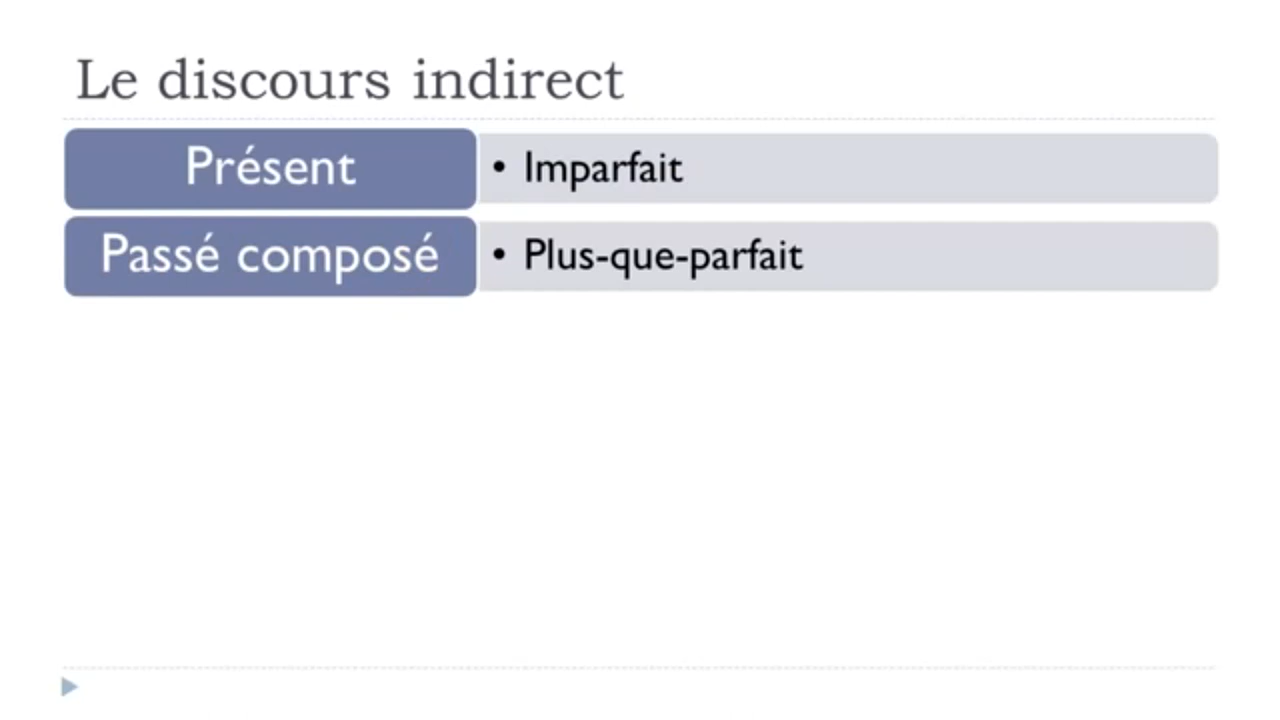 Le discours indirect
Présent
• Imparfait
Passé composé
• Plus-que-parfait